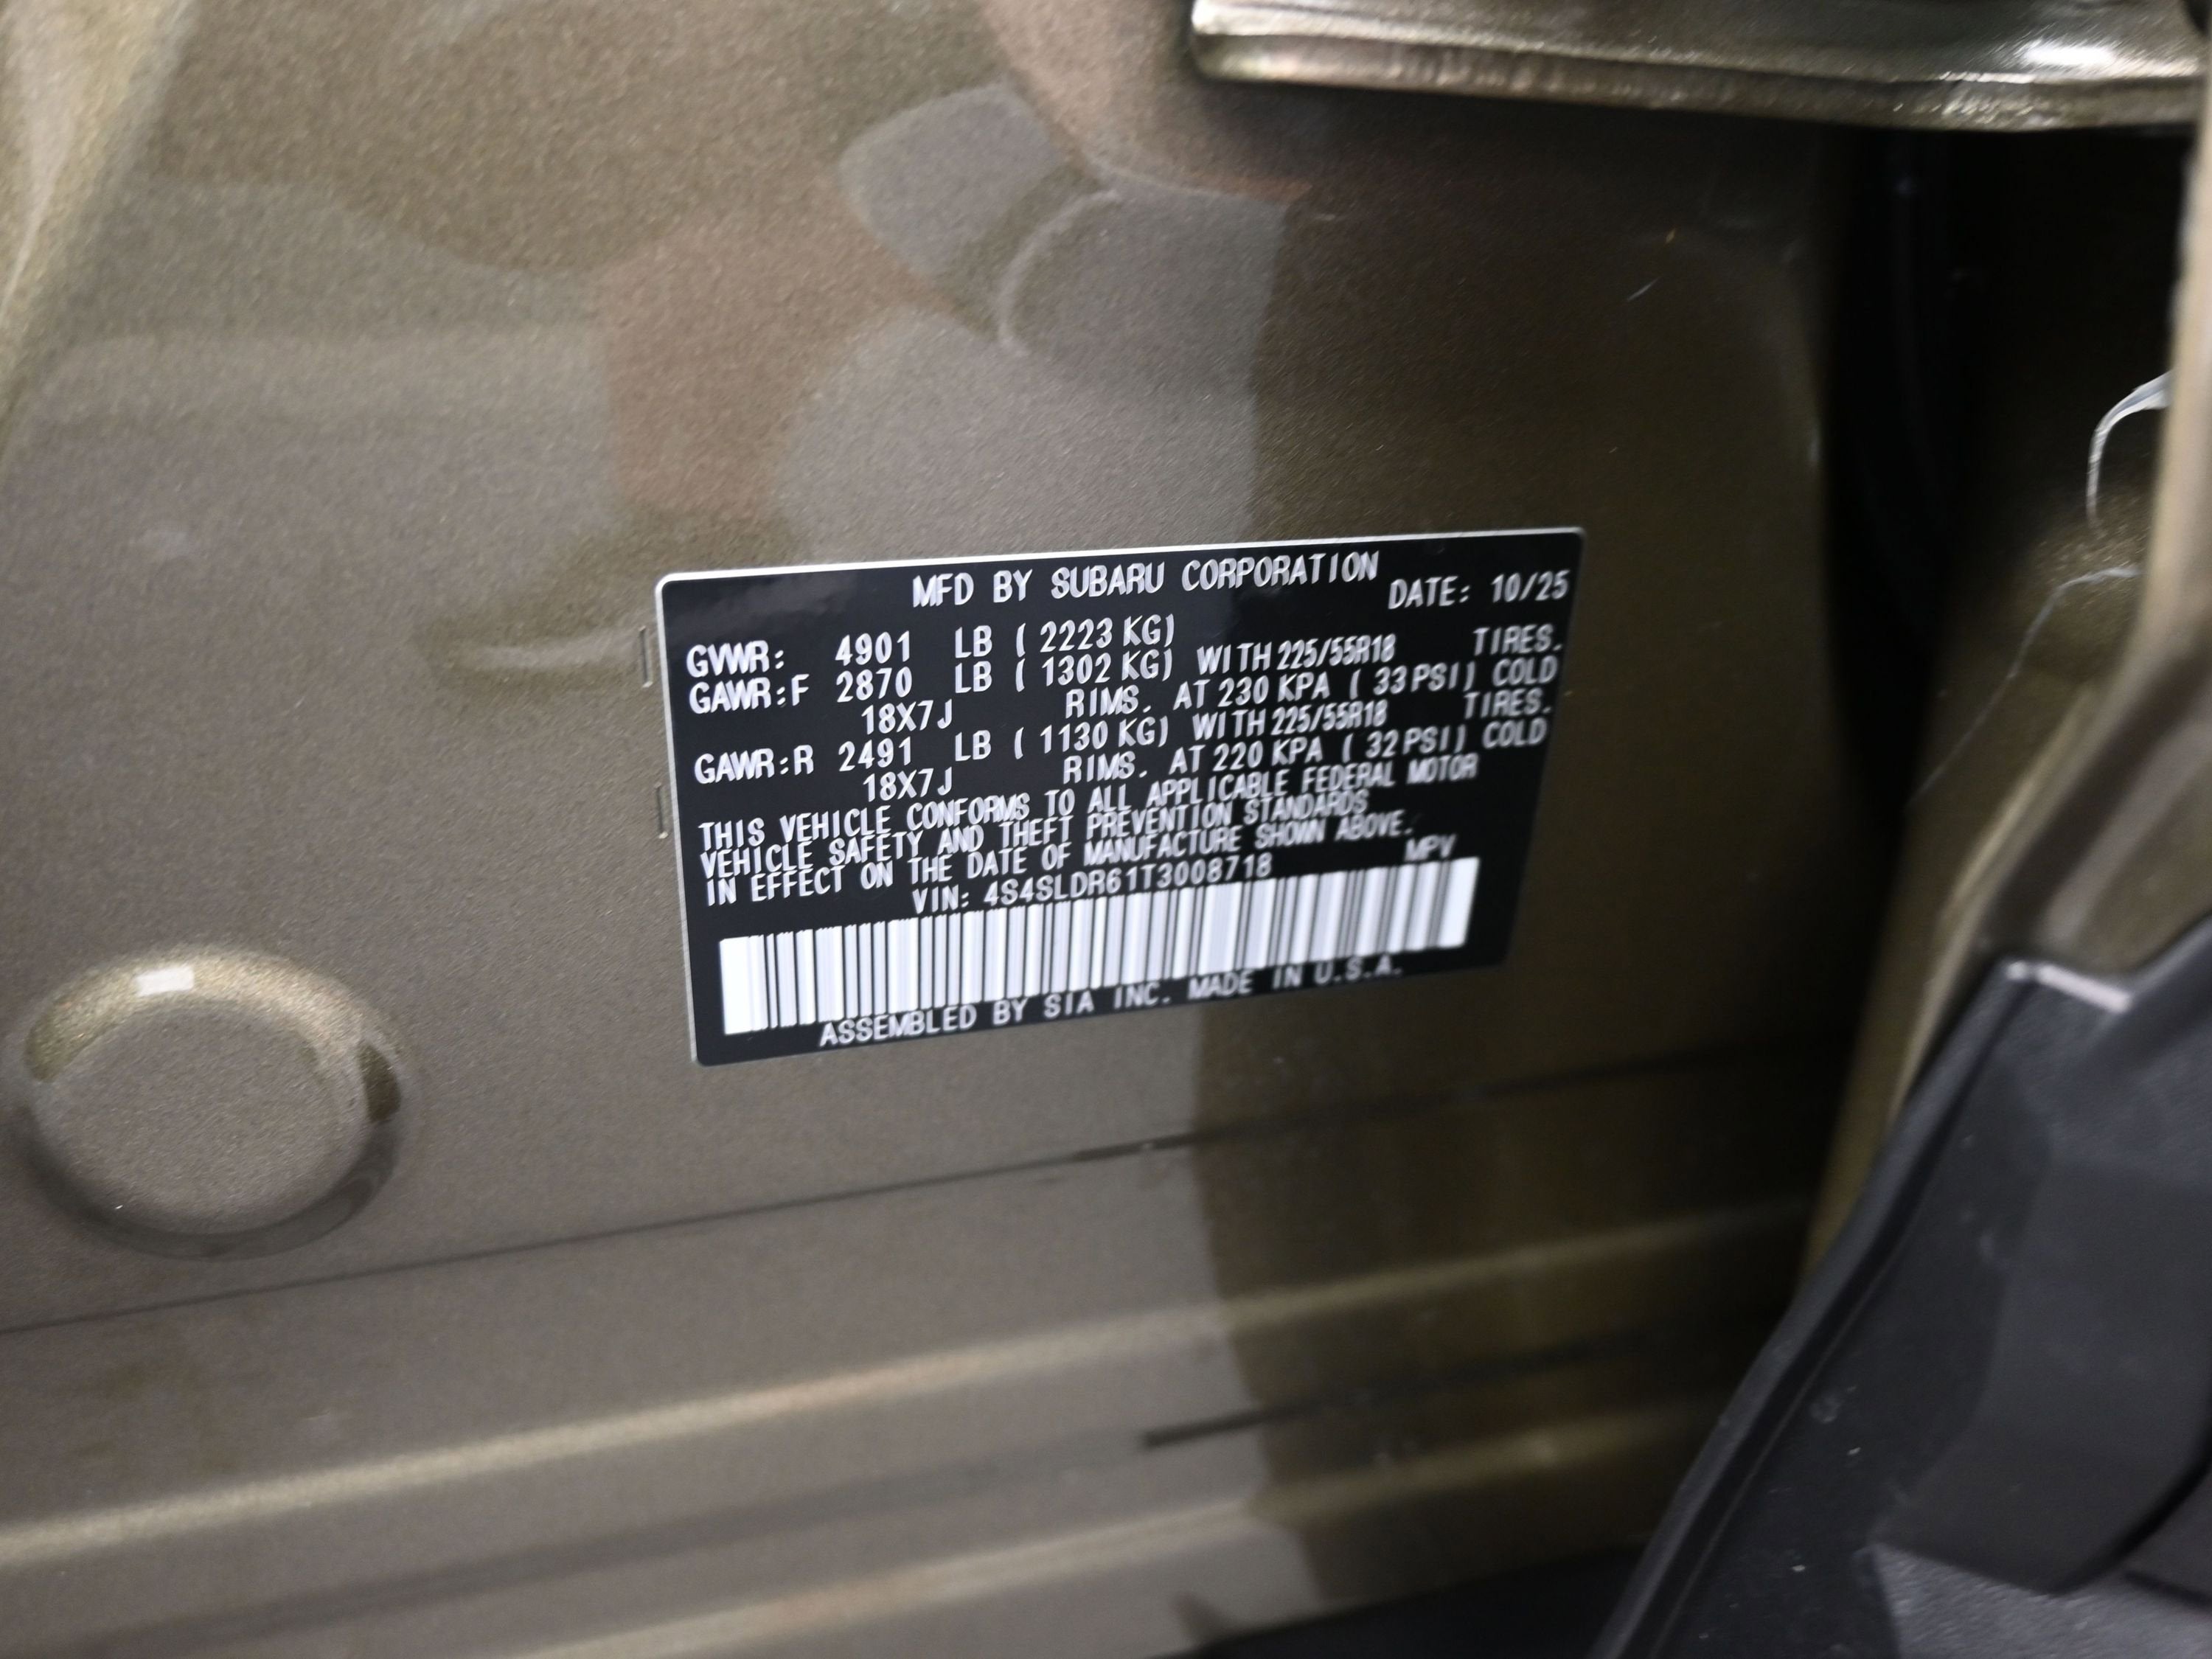 MFD BY SUBARU CORPORATION DATE: 10/25
GVWR: 4901 LB ( 2223 KG)
GAWR:F 2870 LB ( 1302 KG) WITH 225/55R18 TIRES.
18X7J RIMS. AT 230 KPA ( 33 PSI) COLD
GAWR:R 2491 LB ( 1130 KG) WITH 225/55R18 TIRES.
18X7J RIMS. AT 220 KPA ( 32 PSI) COLD
THIS VEHICLE CONFORMS TO ALL APPLICABLE FEDERAL MOTOR
VEHICLE SAFETY AND THEFT PREVENTION STANDARDS
IN EFFECT ON THE DATE OF MANUFACTURE SHOWN ABOVE.
VIN: 4S4SLDR61T3008718 MPV
ASSEMBLED BY SIA INC. MADE IN U.S.A.